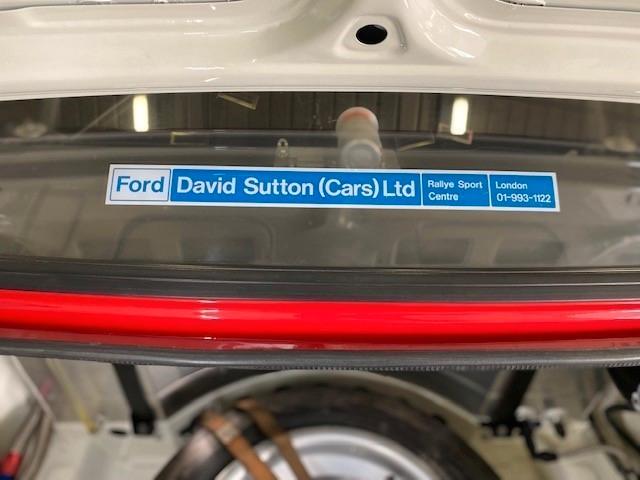 Ford
David Sutton (Cars) Ltd
Rallye Sport
Centre
London
01-993-1122